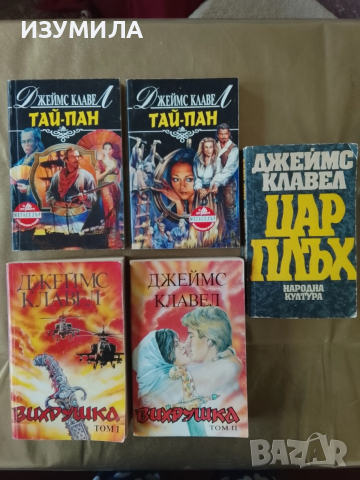 ИЗУМИЛА
ДЖЕЙМС КЛАВЕЛ
ТАЙ-ПАН
ДЖЕЙМС КЛАВЕЛ
ТАЙ-ПАН
ДЖЕЙМС
КЛАВЕЛ
ЦАР
ПЛЪХ
НАРОДНА
КУЛТУРА
ДЖЕЙМС
КЛАВЕЛ
ВИХРУШКА
ТОМ I
ДЖЕЙМС
КЛАВЕЛ
ВИХРУШКА
ТОМ II
BAZAR